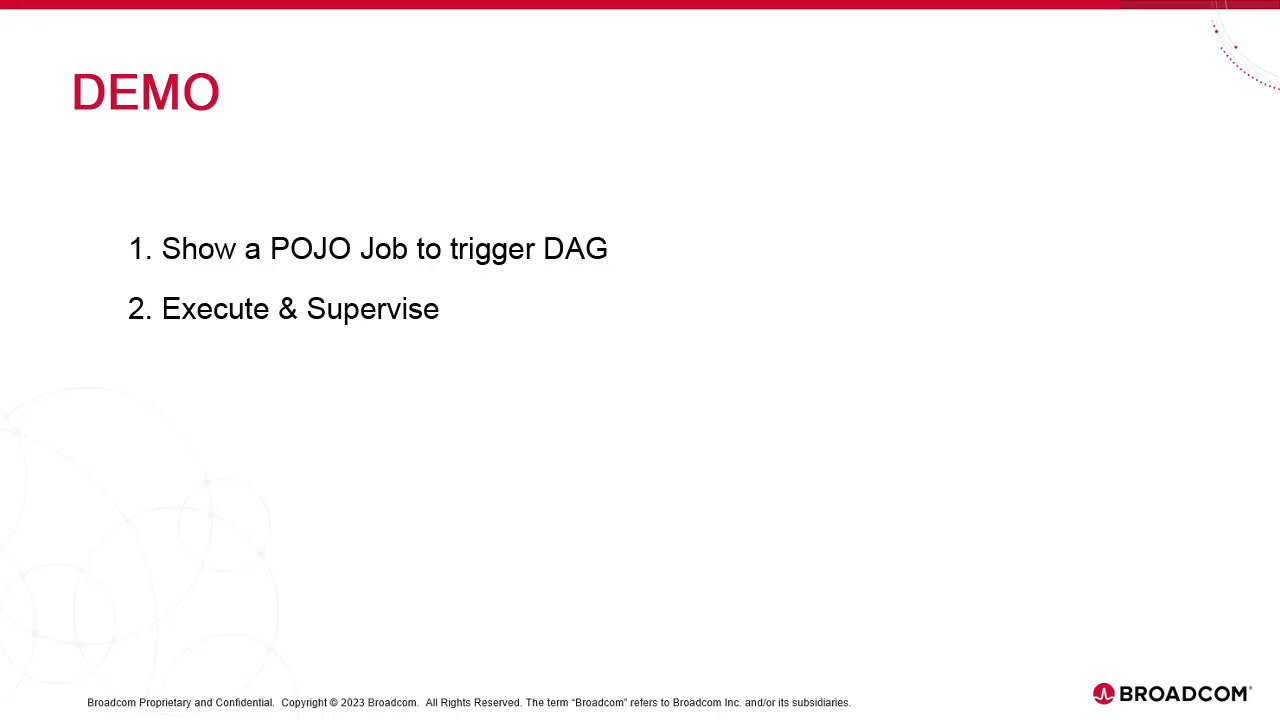 DEMO
1. Show a POJO Job to trigger DAG
2. Execute & Supervise
Broadcom Proprietary and Confidential. Copyright © 2023 Broadcom. All Rights Reserved. The term “Broadcom” refers to Broadcom Inc. and/or its subsidiaries.
BROADCOM®